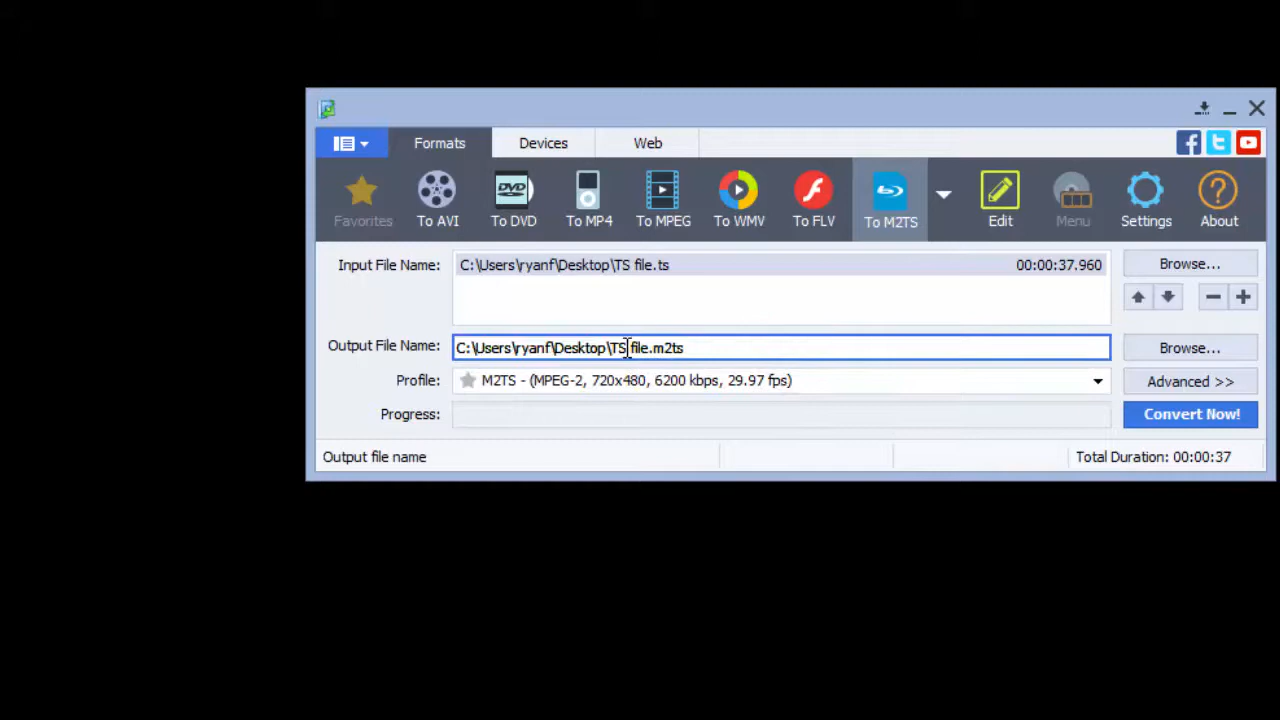 Formats Devices Web
DVD
Favorites To AVI To DVD To MP4 To MPEG To WMV To FLV To M2TS Edit Menu Settings About
Input File Name: C:\Users\ryanf\Desktop\TS file.ts 00:00:37.960 Browse...
Output File Name: C:\Users\ryanf\Desktop\TS file.m2ts Browse...
Profile: M2TS - (MPEG-2, 720x480, 6200 kbps, 29.97 fps) Advanced >>
Progress: Convert Now!
Output file name Total Duration: 00:00:37